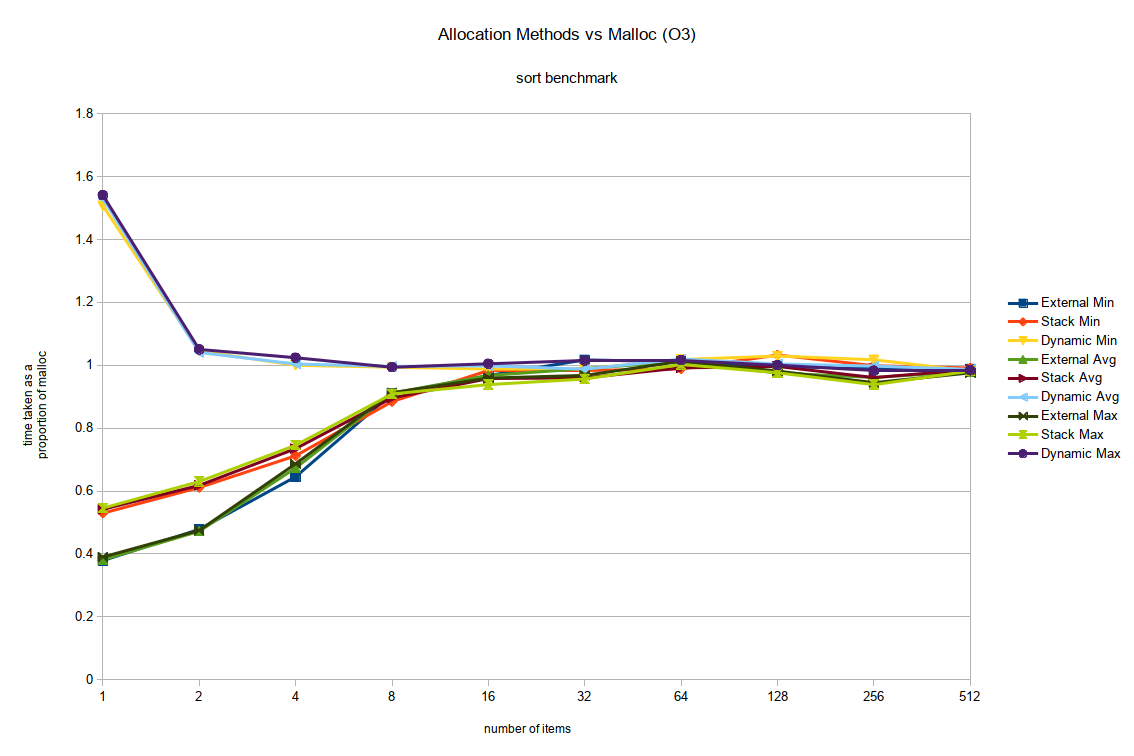 Allocation Methods vs Malloc (O3)
sort benchmark
1.8
1.6
1.4
1.2
1
0.8
0.6
0.4
0.2
0
time taken as a
proportion of malloc
1 2 4 8 16 32 64 128 256 512
number of items
External Min
Stack Min
Dynamic Min
External Avg
Stack Avg
Dynamic Avg
External Max
Stack Max
Dynamic Max